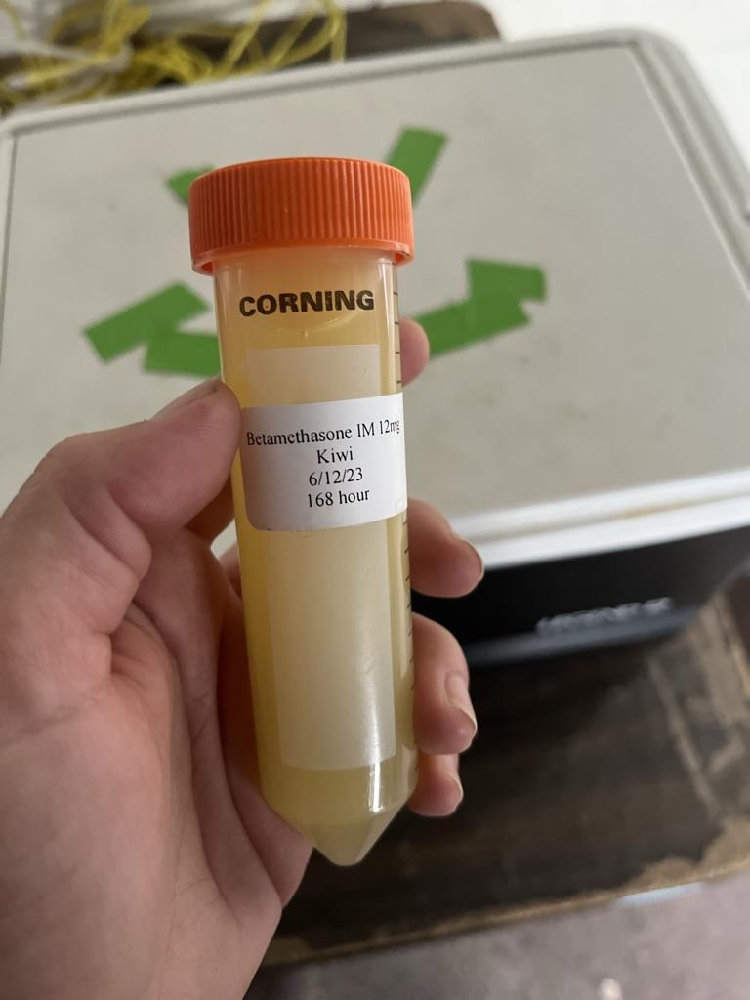 CORNING
Betamethasone IM 12mg
Kiwi
6/12/23
168 hour